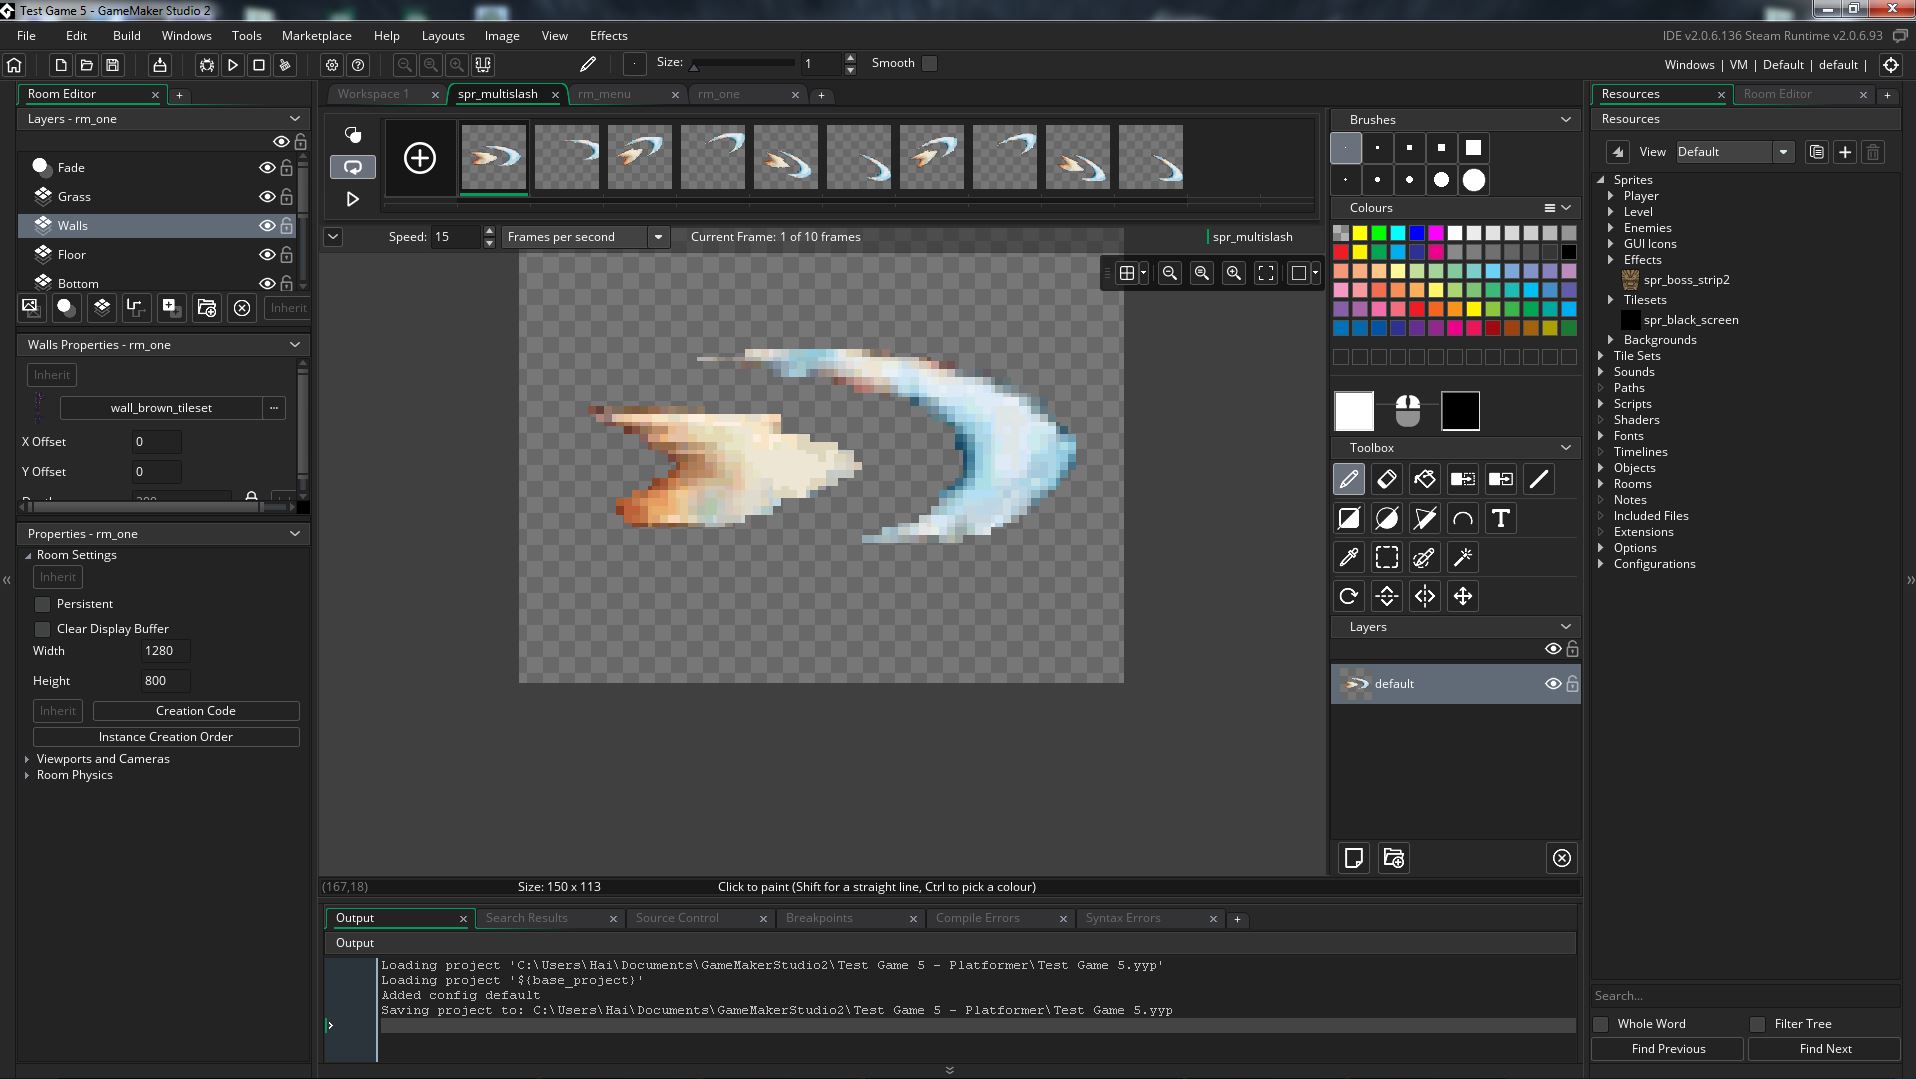 Test Game 5 - GameMaker Studio 2
File Edit Build Windows Tools Marketplace Help Layouts Image View Effects
IDE v2.0.6.136 Steam Runtime v2.0.6.93
Size: 1 Smooth
Windows | VM | Default | default |
Room Editor
Workspace 1 spr_multislash rm_menu rm_one
Resources Room Editor
Layers - rm_one
Fade
Grass
Walls
Floor
Bottom
Inherit
Walls Properties - rm_one
Inherit
wall_brown_tileset ...
X Offset 0
Y Offset 0
Properties - rm_one
Room Settings
Inherit
Persistent
Clear Display Buffer
Width 1280
Height 800
Inherit Creation Code
Instance Creation Order
Viewports and Cameras
Room Physics
Speed: 15 Frames per second Current Frame: 1 of 10 frames spr_multislash
(167,18) Size: 150 x 113 Click to paint (Shift for a straight line, Ctrl to pick a colour)
Output Search Results Source Control Breakpoints Compile Errors Syntax Errors
Output
Loading project 'C:\Users\Hai\Documents\GameMakerStudio2\Test Game 5 - Platformer\Test Game 5.yyp'
Loading project '${base_project}'
Added config default
Saving project to: C:\Users\Hai\Documents\GameMakerStudio2\Test Game 5 - Platformer\Test Game 5.yyp
Brushes
Colours
Toolbox
T
Layers
default
Resources
View Default
Sprites
Player
Level
Enemies
GUI Icons
Effects
spr_boss_strip2
Tilesets
spr_black_screen
Backgrounds
Tile Sets
Sounds
Paths
Scripts
Shaders
Fonts
Timelines
Objects
Rooms
Notes
Included Files
Extensions
Options
Configurations
Search...
Whole Word Filter Tree
Find Previous Find Next